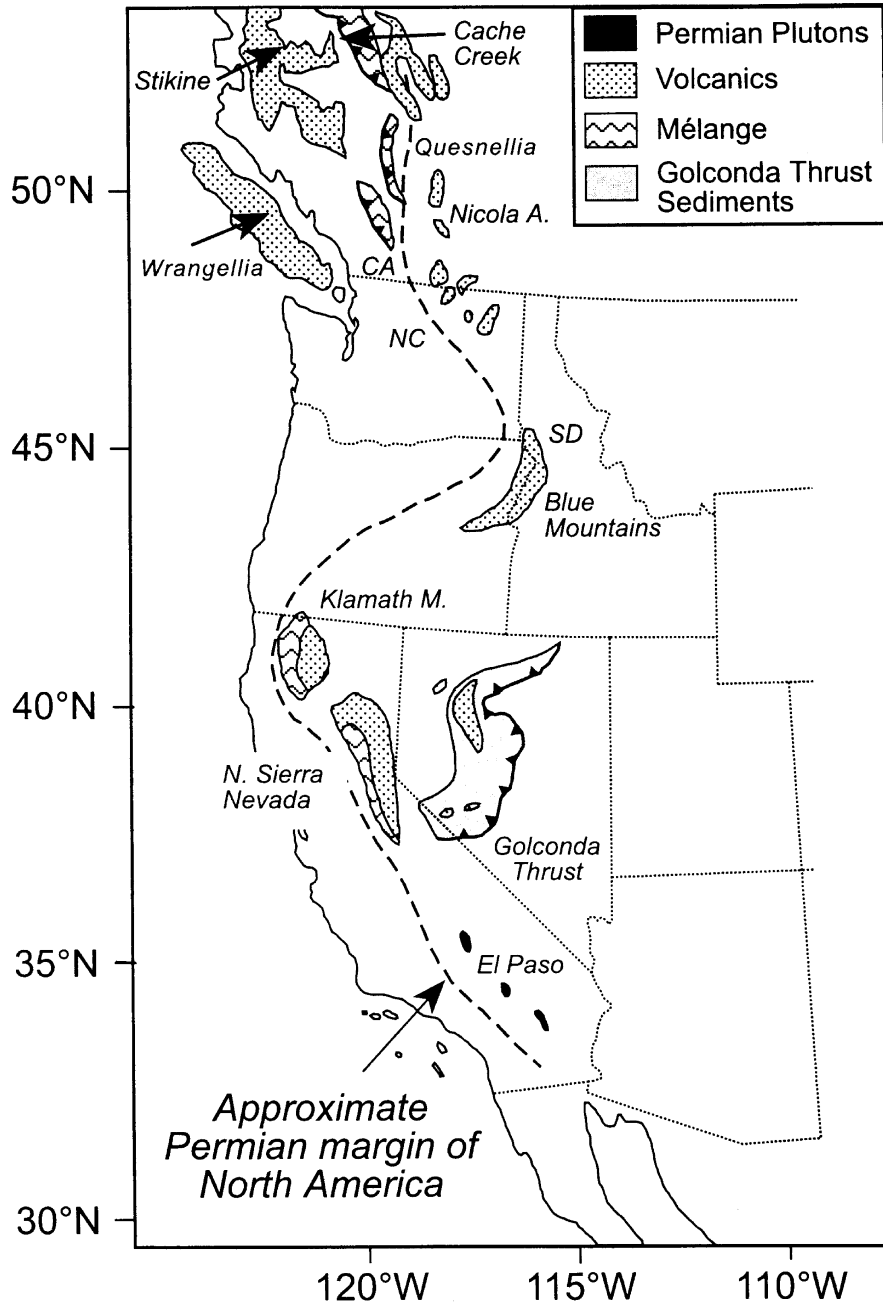 Cache
Creek
Stikine
Permian Plutons
Volcanics
Mélange
Golconda Thrust
Sediments
Quesnellia
50°N
Nicola A.
Wrangellia
CA
NC
45°N
SD
Blue
Mountains
Klamath M.
40°N
N. Sierra
Nevada
Golconda
Thrust
35°N
El Paso
Approximate
Permian margin of
North America
30°N
120°W
115°W
110°W